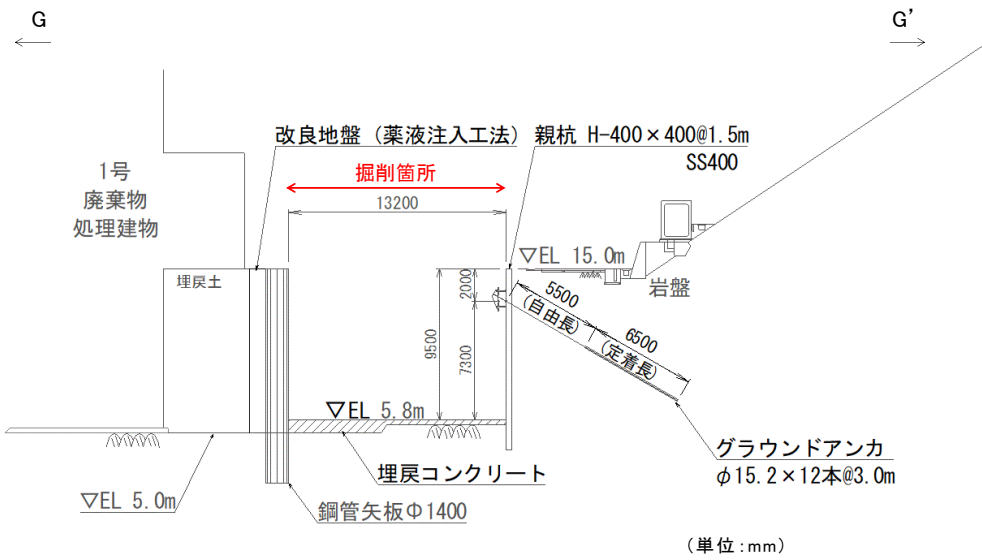 G
G’
改良地盤（薬液注入工法）
親杭 H-400×400@1.5m
SS400
掘削箇所
1号
廃棄物
処理建物
13200
▽EL 15.0m
埋戻土
岩盤
2000
5500
(自由長)
6500
(定着長)
9500
7300
▽EL 5.8m
グラウンドアンカ
φ15.2×12本@3.0m
埋戻コンクリート
▽EL 5.0m
鋼管矢板Φ1400
(単位:mm)